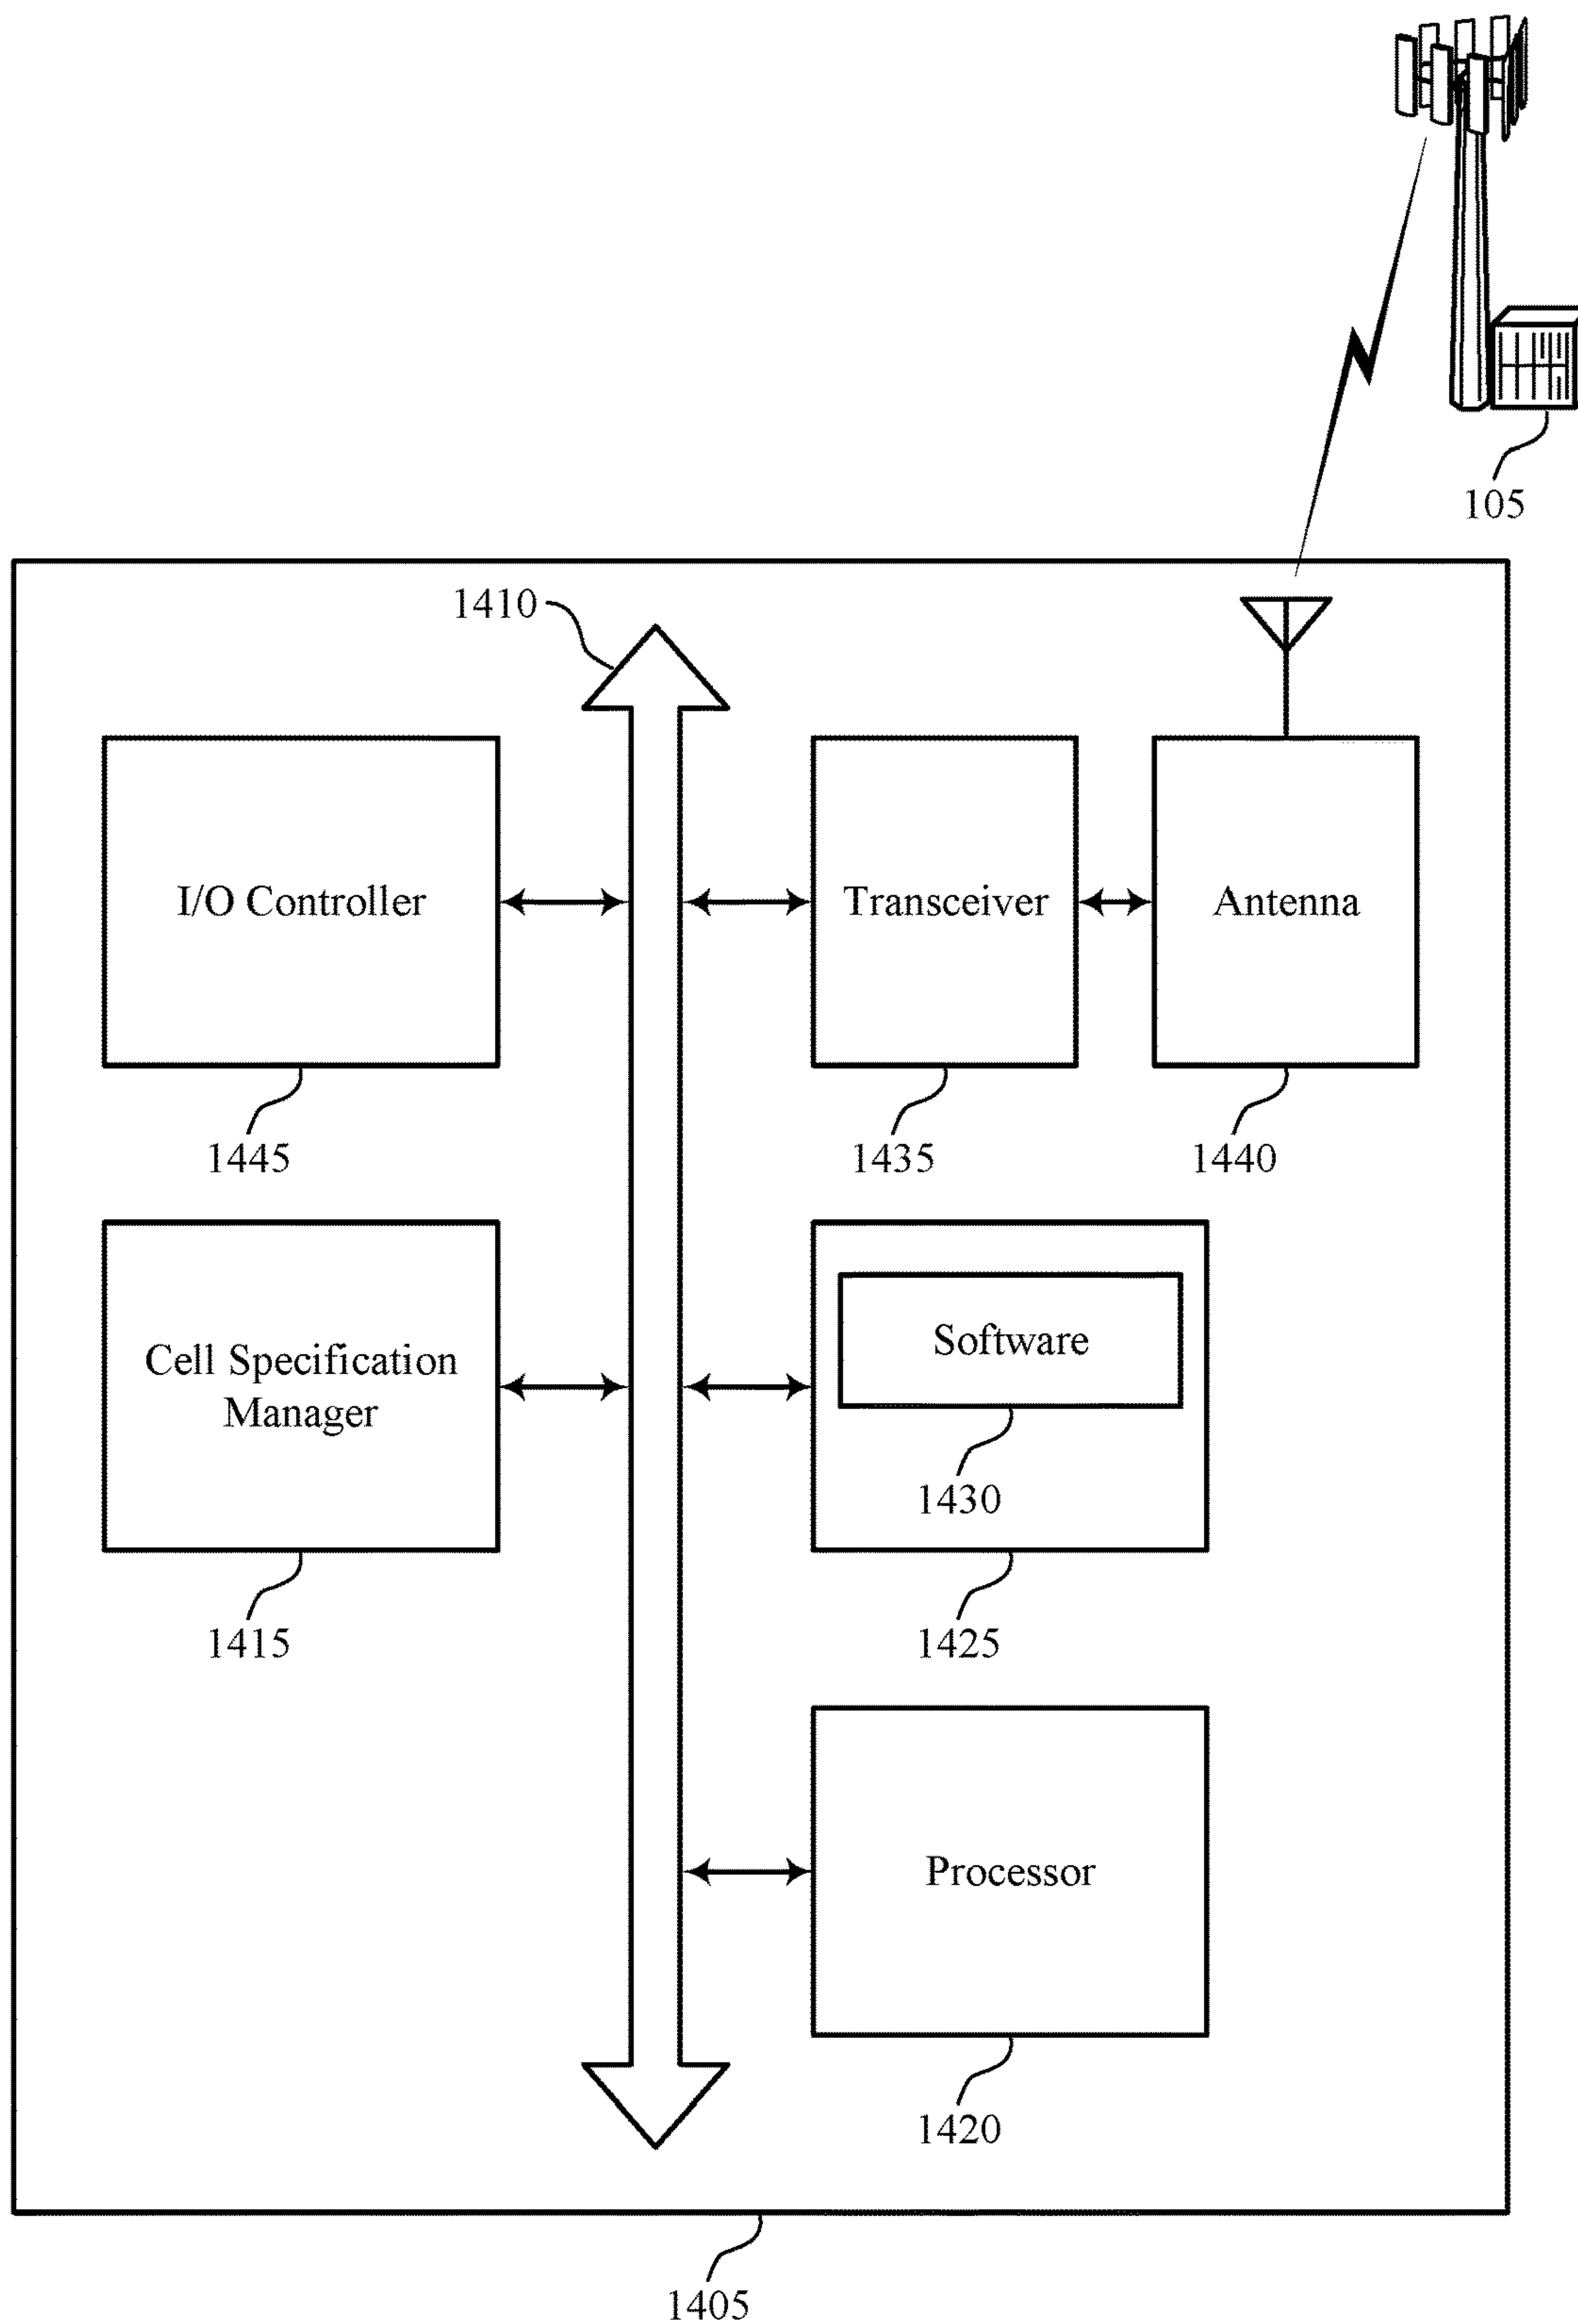 105
1410
I/O Controller
Transceiver
Antenna
1445
1435
1440
Cell Specification
Manager
Software
1430
1415
1425
Processor
1420
1405